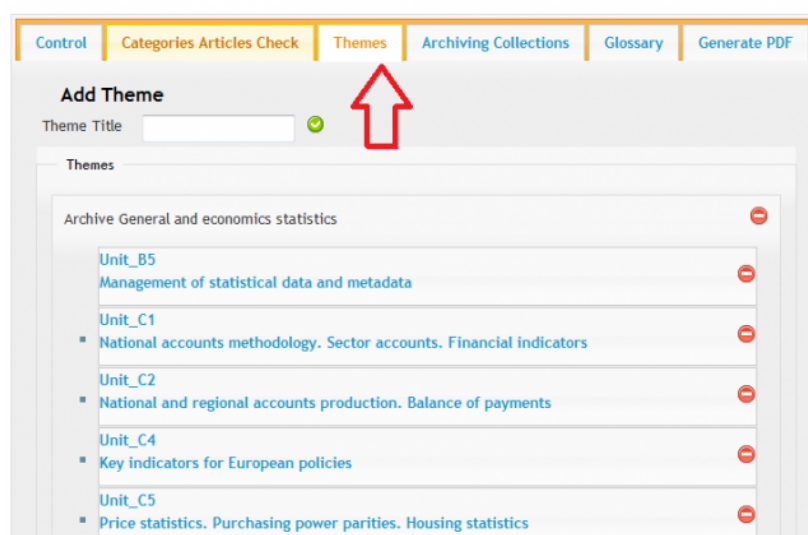 Control Categories Articles Check Themes Archiving Collections Glossary Generate PDF
Add Theme
Theme Title
Themes
Archive General and economics statistics
Unit_B5
Management of statistical data and metadata
Unit_C1
National accounts methodology. Sector accounts. Financial indicators
Unit_C2
National and regional accounts production. Balance of payments
Unit_C4
Key indicators for European policies
Unit_C5
Price statistics. Purchasing power parities. Housing statistics